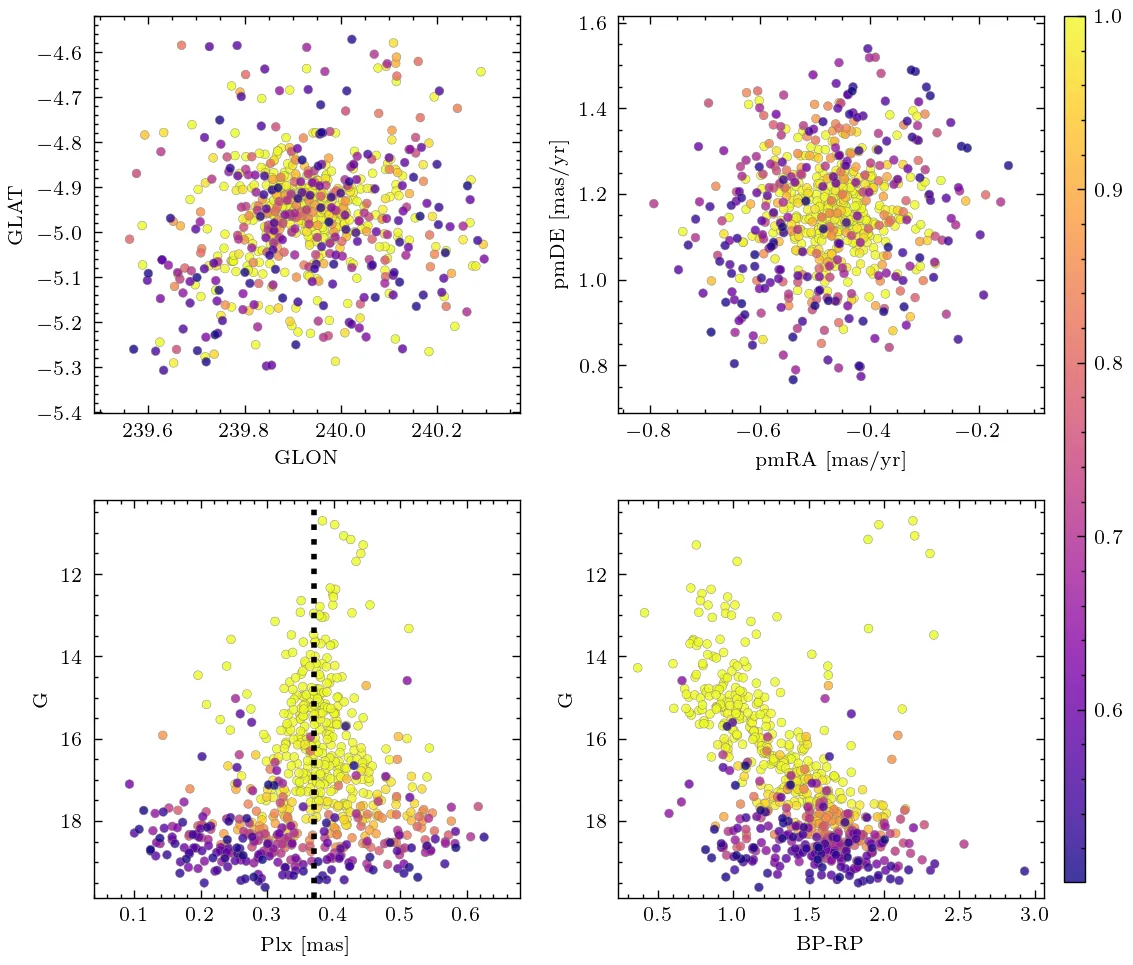 −4.6
−4.7
−4.8
−4.9
−5.0
−5.1
−5.2
−5.3
−5.4
GLAT
239.6 239.8 240.0 240.2
GLON
1.6
1.4
1.2
1.0
0.8
pmDE [mas/yr]
−0.8 −0.6 −0.4 −0.2
pmRA [mas/yr]
12
14
16
18
G
0.1 0.2 0.3 0.4 0.5 0.6
Plx [mas]
12
14
16
18
G
0.5 1.0 1.5 2.0 2.5 3.0
BP-RP
1.0
0.9
0.8
0.7
0.6